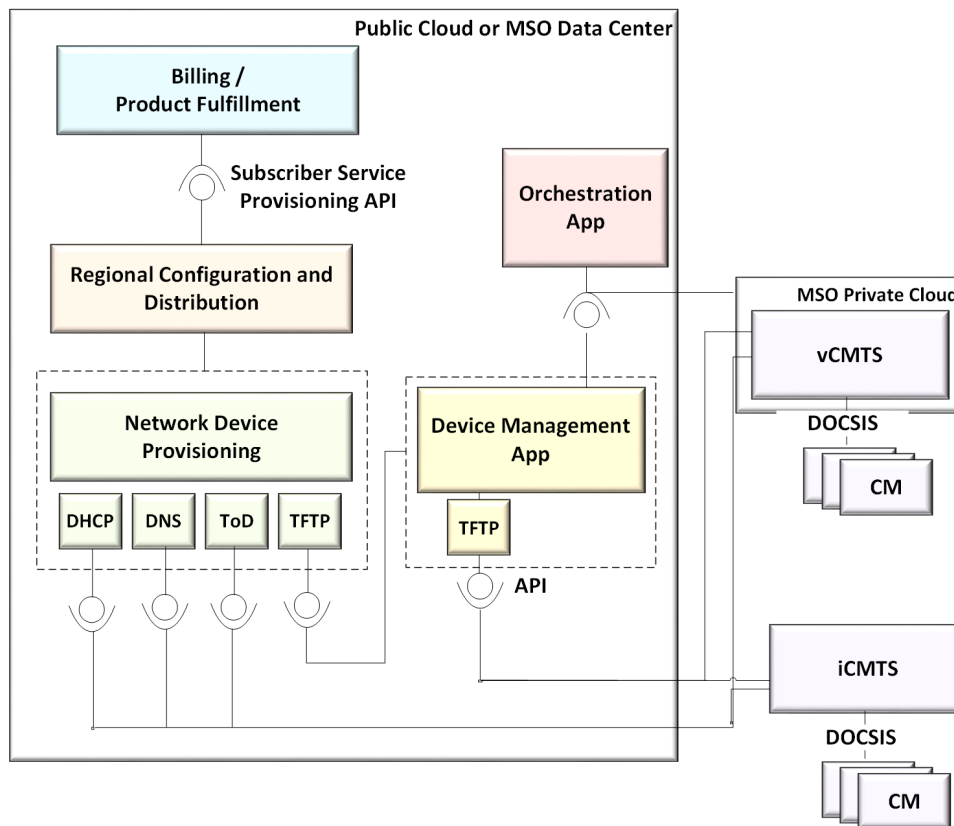 Public Cloud or MSO Data Center
Billing /
Product Fulfillment
Subscriber Service
Provisioning API
Orchestration
App
Regional Configuration and
Distribution
MSO Private Cloud
vCMTS
Network Device
Provisioning
Device Management
App
DOCSIS
CM
DHCP
DNS
ToD
TFTP
TFTP
API
iCMTS
DOCSIS
CM